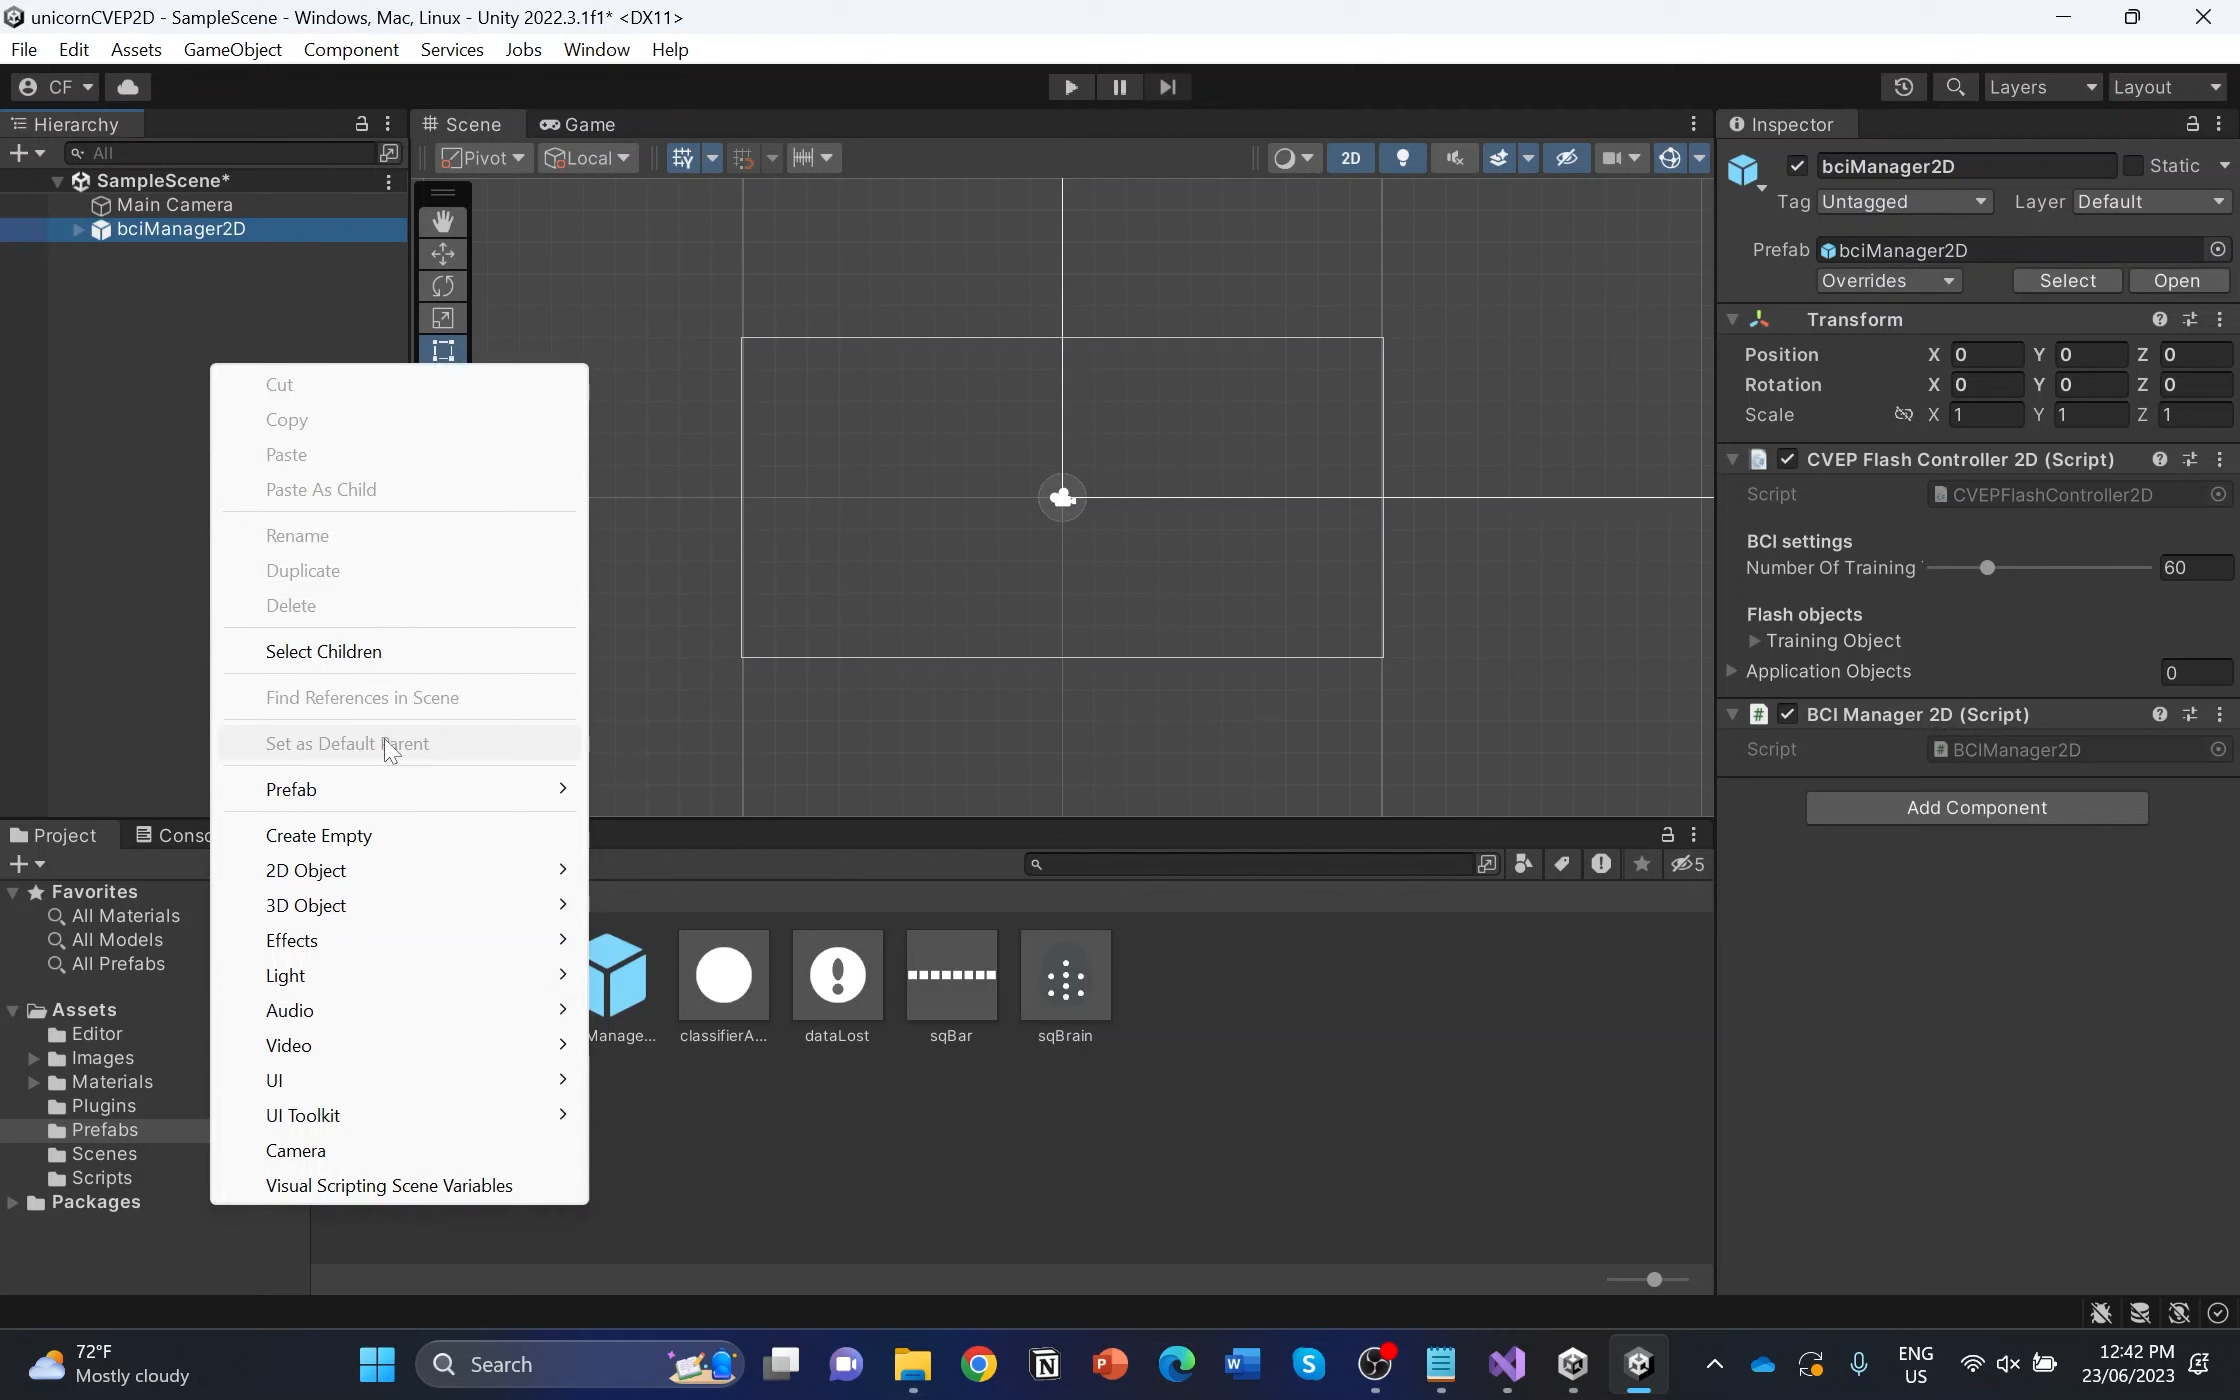 unicornCVEP2D - SampleScene - Windows, Mac, Linux - Unity 2022.3.1f1* <DX11>
File Edit Assets GameObject Component Services Jobs Window Help
CF Layers Layout
Hierarchy Scene Game Inspector
All Pivot Local 2D
SampleScene*
Main Camera
bciManager2D
bciManager2D Static
Tag Untagged Layer Default
Prefab bciManager2D
Overrides Select Open
Transform
Position X 0 Y 0 Z 0
Rotation X 0 Y 0 Z 0
Scale X 1 Y 1 Z 1
CVEP Flash Controller 2D (Script)
Script CVEPFlashController2D
BCI settings
Number Of Training 60
Flash objects
Training Object
Application Objects 0
# BCI Manager 2D (Script)
Script BCIManager2D
Add Component
Cut
Copy
Paste
Paste As Child
Rename
Duplicate
Delete
Select Children
Find References in Scene
Set as Default Parent
Prefab
Create Empty
2D Object
3D Object
Effects
Light
Audio
Video
UI
UI Toolkit
Camera
Visual Scripting Scene Variables
Project Conso
5
Favorites
All Materials
All Models
All Prefabs
Assets
Editor
Images
Materials
Plugins
Prefabs
Scenes
Scripts
Packages
Manage... classifierA... dataLost sqBar sqBrain
72°F
Mostly cloudy
Search
ENG
US
12:42 PM
23/06/2023